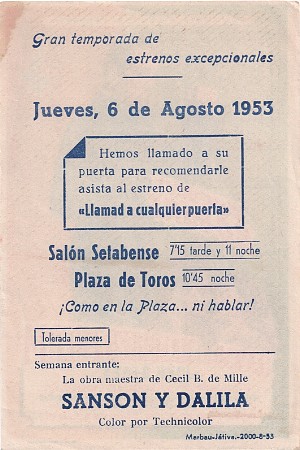 Gran temporada de
estrenos excepcionales
Jueves, 6 de Agosto 1953
Hemos llamado a su
puerta para recomendarle
asista al estreno de
«Llamad a cualquier puerta»
Salón Setabense 7'15 tarde y 11 noche
Plaza de Toros 10'45 noche
¡Como en la Plaza... ni hablar!
Tolerada menores
Semana entrante:
La obra maestra de Cecil B. de Mille
SANSON Y DALILA
Color por Technicolor
Marbau-Játiva.-2000-8-53